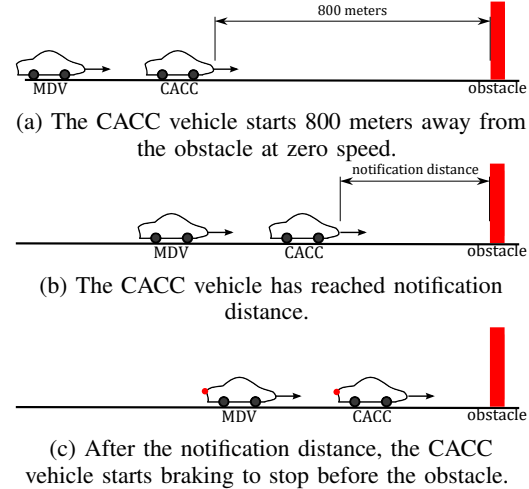 800 meters
MDV CACC obstacle
(a) The CACC vehicle starts 800 meters away from
the obstacle at zero speed.
notification distance
MDV CACC obstacle
(b) The CACC vehicle has reached notification
distance.
MDV CACC obstacle
(c) After the notification distance, the CACC
vehicle starts braking to stop before the obstacle.